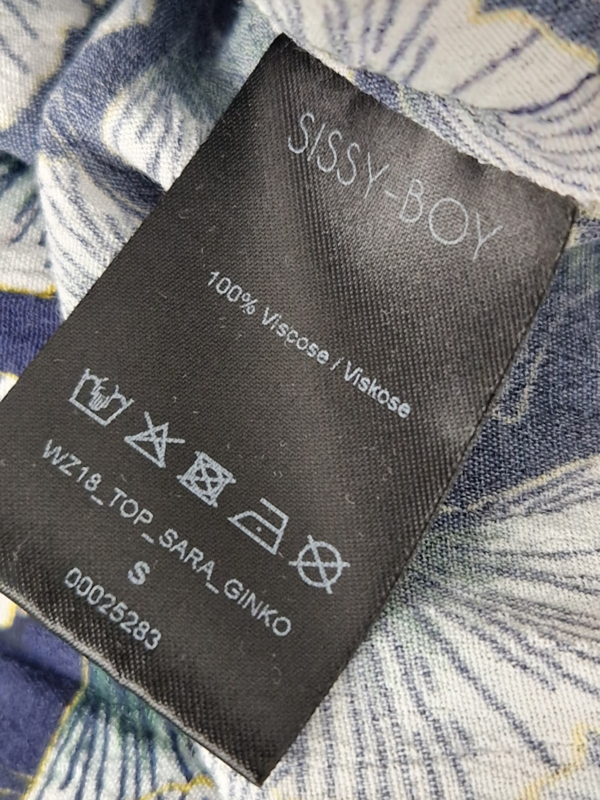 SISSY-BOY
100% Viscose / Viskose
WZ18_TOP_SARA_GINKO
S
00025283